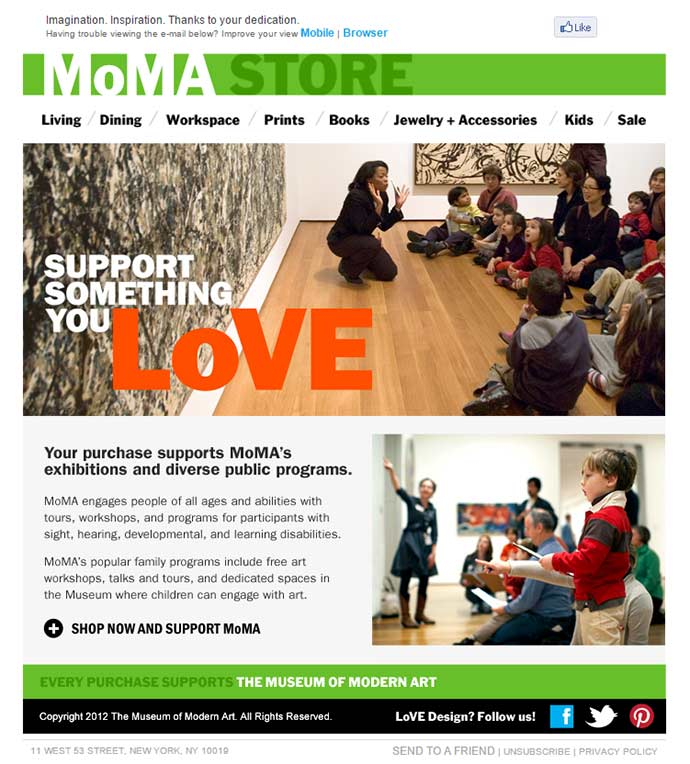 Imagination. Inspiration. Thanks to your dedication.
Having trouble viewing the e-mail below? Improve your view Mobile | Browser
Like
MoMA STORE
Living / Dining / Workspace / Prints / Books / Jewelry + Accessories / Kids / Sale
SUPPORT
SOMETHING
YOU LoVE
Your purchase supports MoMA's
exhibitions and diverse public programs.
MoMA engages people of all ages and abilities with
tours, workshops, and programs for participants with
sight, hearing, developmental, and learning disabilities.
MoMA's popular family programs include free art
workshops, talks and tours, and dedicated spaces in
the Museum where children can engage with art.
SHOP NOW AND SUPPORT MoMA
EVERY PURCHASE SUPPORTS THE MUSEUM OF MODERN ART
Copyright 2012 The Museum of Modern Art. All Rights Reserved.
LoVE Design? Follow us!
11 WEST 53 STREET, NEW YORK, NY 10019
SEND TO A FRIEND | UNSUBSCRIBE | PRIVACY POLICY